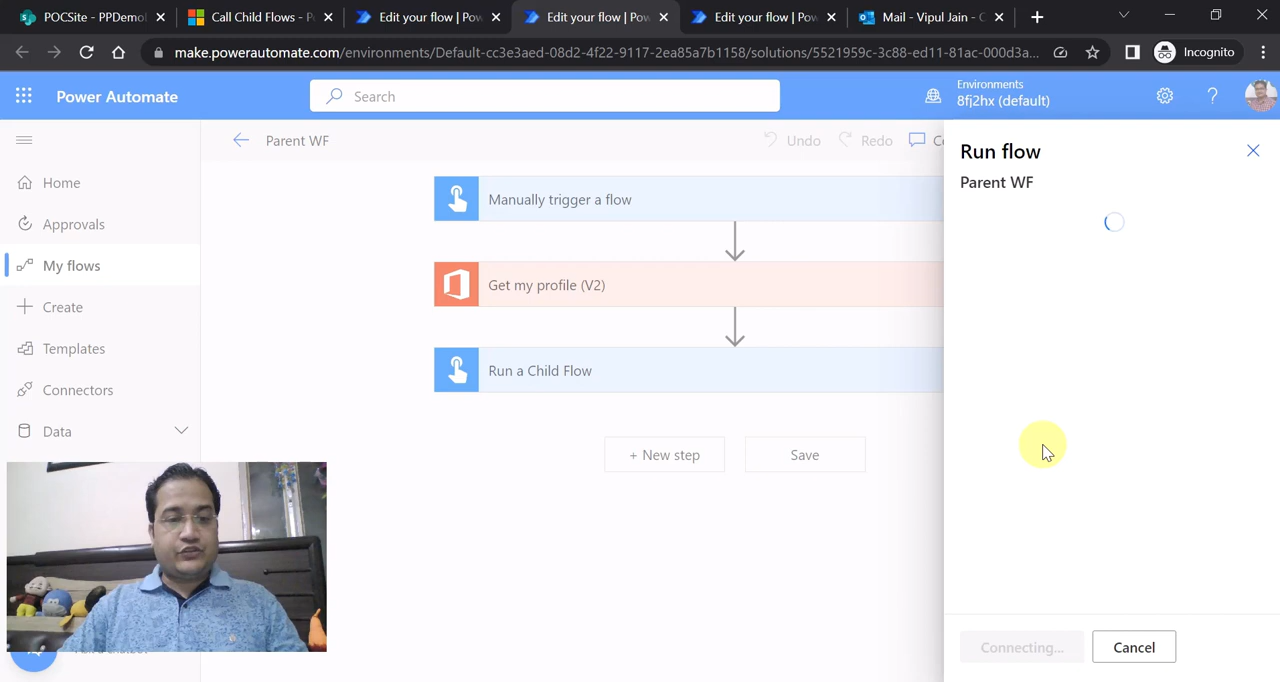 POCSite - PPDemo
Call Child Flows - P
Edit your flow | Pow
Edit your flow | Pow
Edit your flow | Pow
Mail - Vipul Jain - O
make.powerautomate.com/environments/Default-cc3e3aed-08d2-4f22-9117-2ea85a7b1158/solutions/5521959c-3c88-ed11-81ac-000d3a...
Incognito
Power Automate
Search
Environments
8fj2hx (default)
Parent WF
Undo
Redo
Run flow
Parent WF
Home
Approvals
My flows
Create
Templates
Connectors
Data
Manually trigger a flow
Get my profile (V2)
Run a Child Flow
+ New step
Save
Connecting...
Cancel